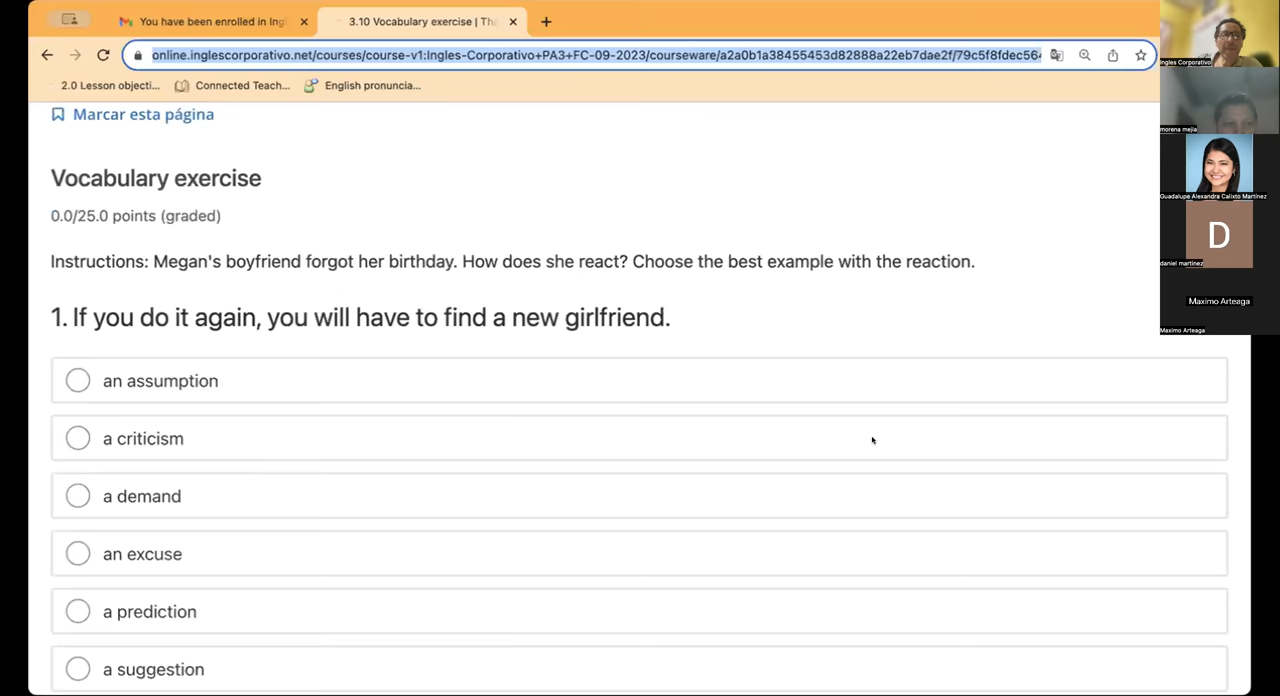 You have been enrolled in Ing
3.10 Vocabulary exercise | Tha
online.inglescorporativo.net/courses/course-v1:Ingles-Corporativo+PA3+FC-09-2023/courseware/a2a0b1a38455453d82888a22eb7dae2f/79c5f8fdec564
2.0 Lesson objecti...
Connected Teach...
English pronuncia...
Marcar esta página
Vocabulary exercise
0.0/25.0 points (graded)
Instructions: Megan's boyfriend forgot her birthday. How does she react? Choose the best example with the reaction.
1. If you do it again, you will have to find a new girlfriend.
an assumption
a criticism
a demand
an excuse
a prediction
a suggestion
Ingles Corporativo
morena mejia
Guadalupe Alexandra Calixto Martinez
D
daniel martinez
Maximo Arteaga
Maximo Arteaga